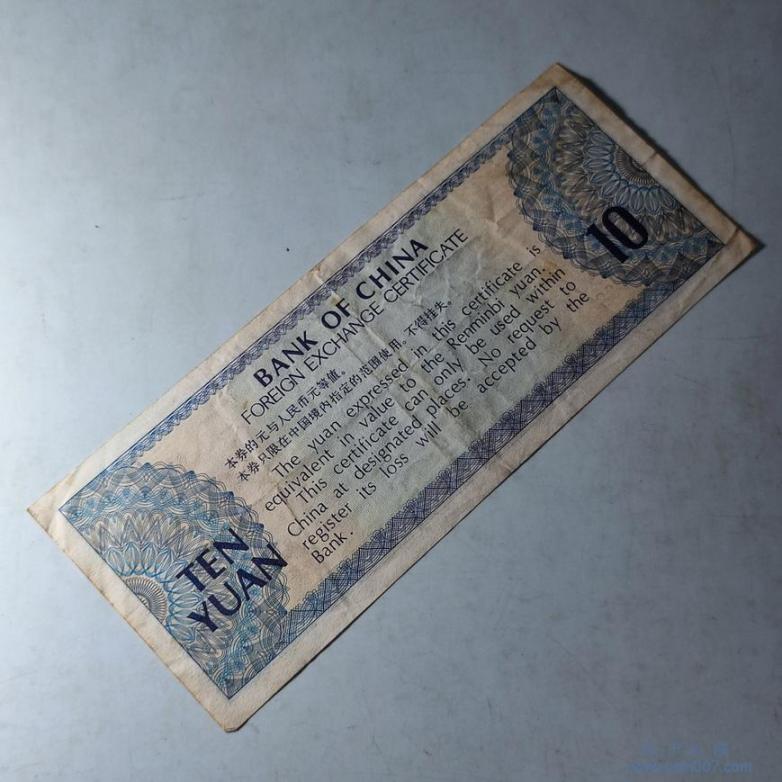 BANK OF CHINA
FOREIGN EXCHANGE CERTIFICATE
本券的元与人民币元等值。
本券只限在中国境内指定的范围使用,不得挂失。
The yuan expressed in this certificate is
equivalent in value to the Renminbi yuan.
This certificate can only be used within
China at designated places. No request to
register its loss will be accepted by the
Bank.
TEN
YUAN
10